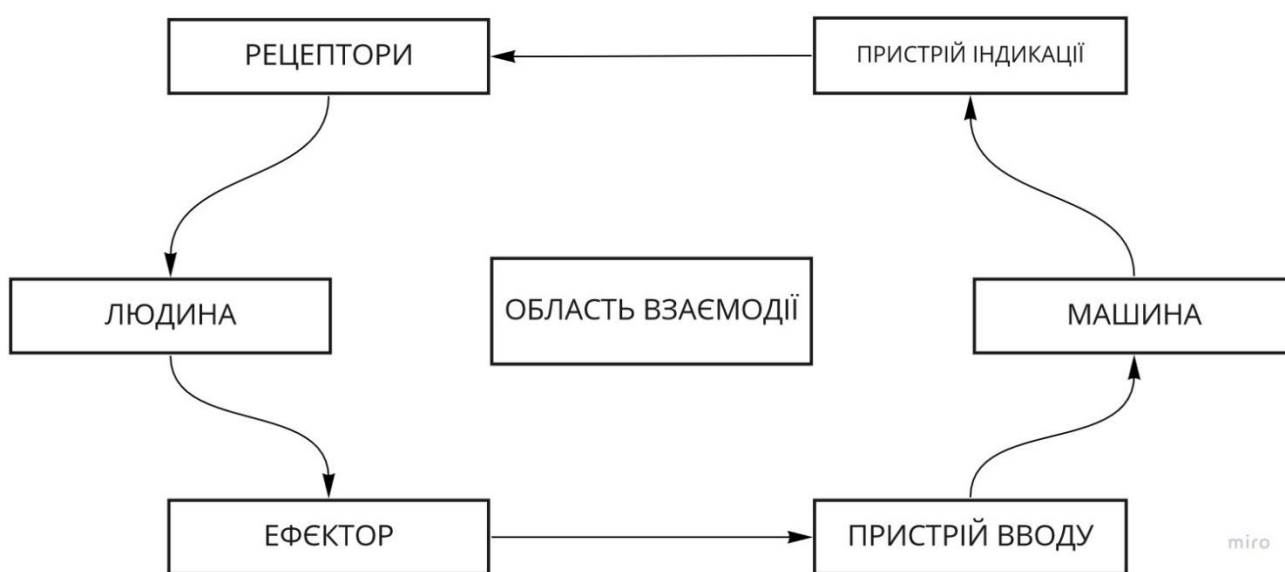 РЕЦЕПТОРИ
ПРИСТРІЙ ІНДИКАЦІЇ
ЛЮДИНА
ОБЛАСТЬ ВЗАЄМОДІЇ
МАШИНА
ЕФЄКТОР
ПРИСТРІЙ ВВОДУ
miro